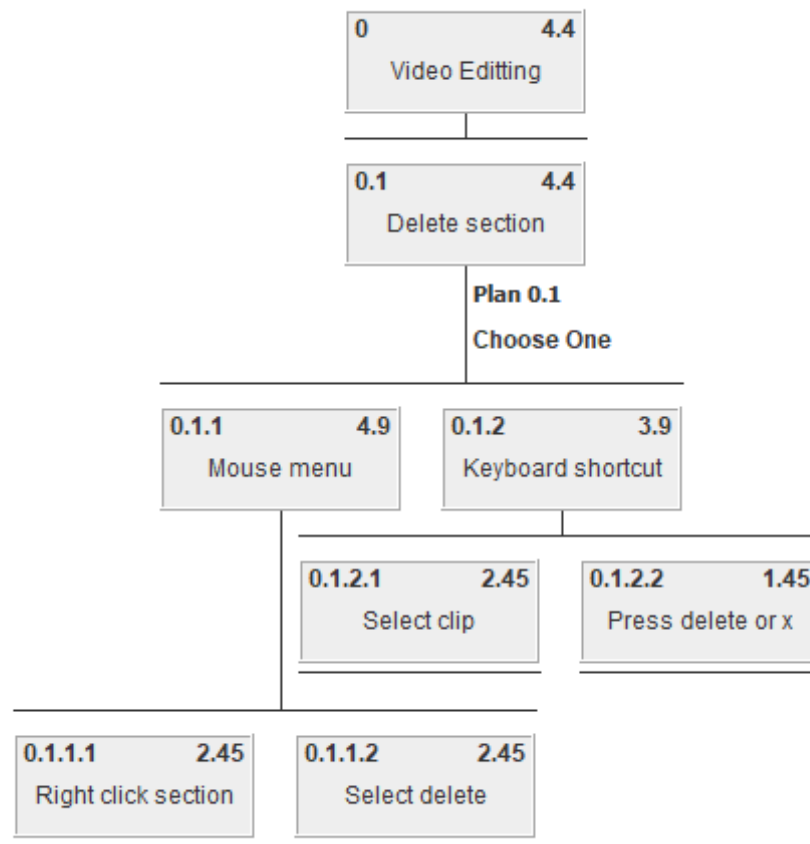 0 4.4
Video Editting
0.1 4.4
Delete section
Plan 0.1
Choose One
0.1.1 4.9
Mouse menu
0.1.2 3.9
Keyboard shortcut
0.1.2.1 2.45
Select clip
0.1.2.2 1.45
Press delete or x
0.1.1.1 2.45
Right click section
0.1.1.2 2.45
Select delete